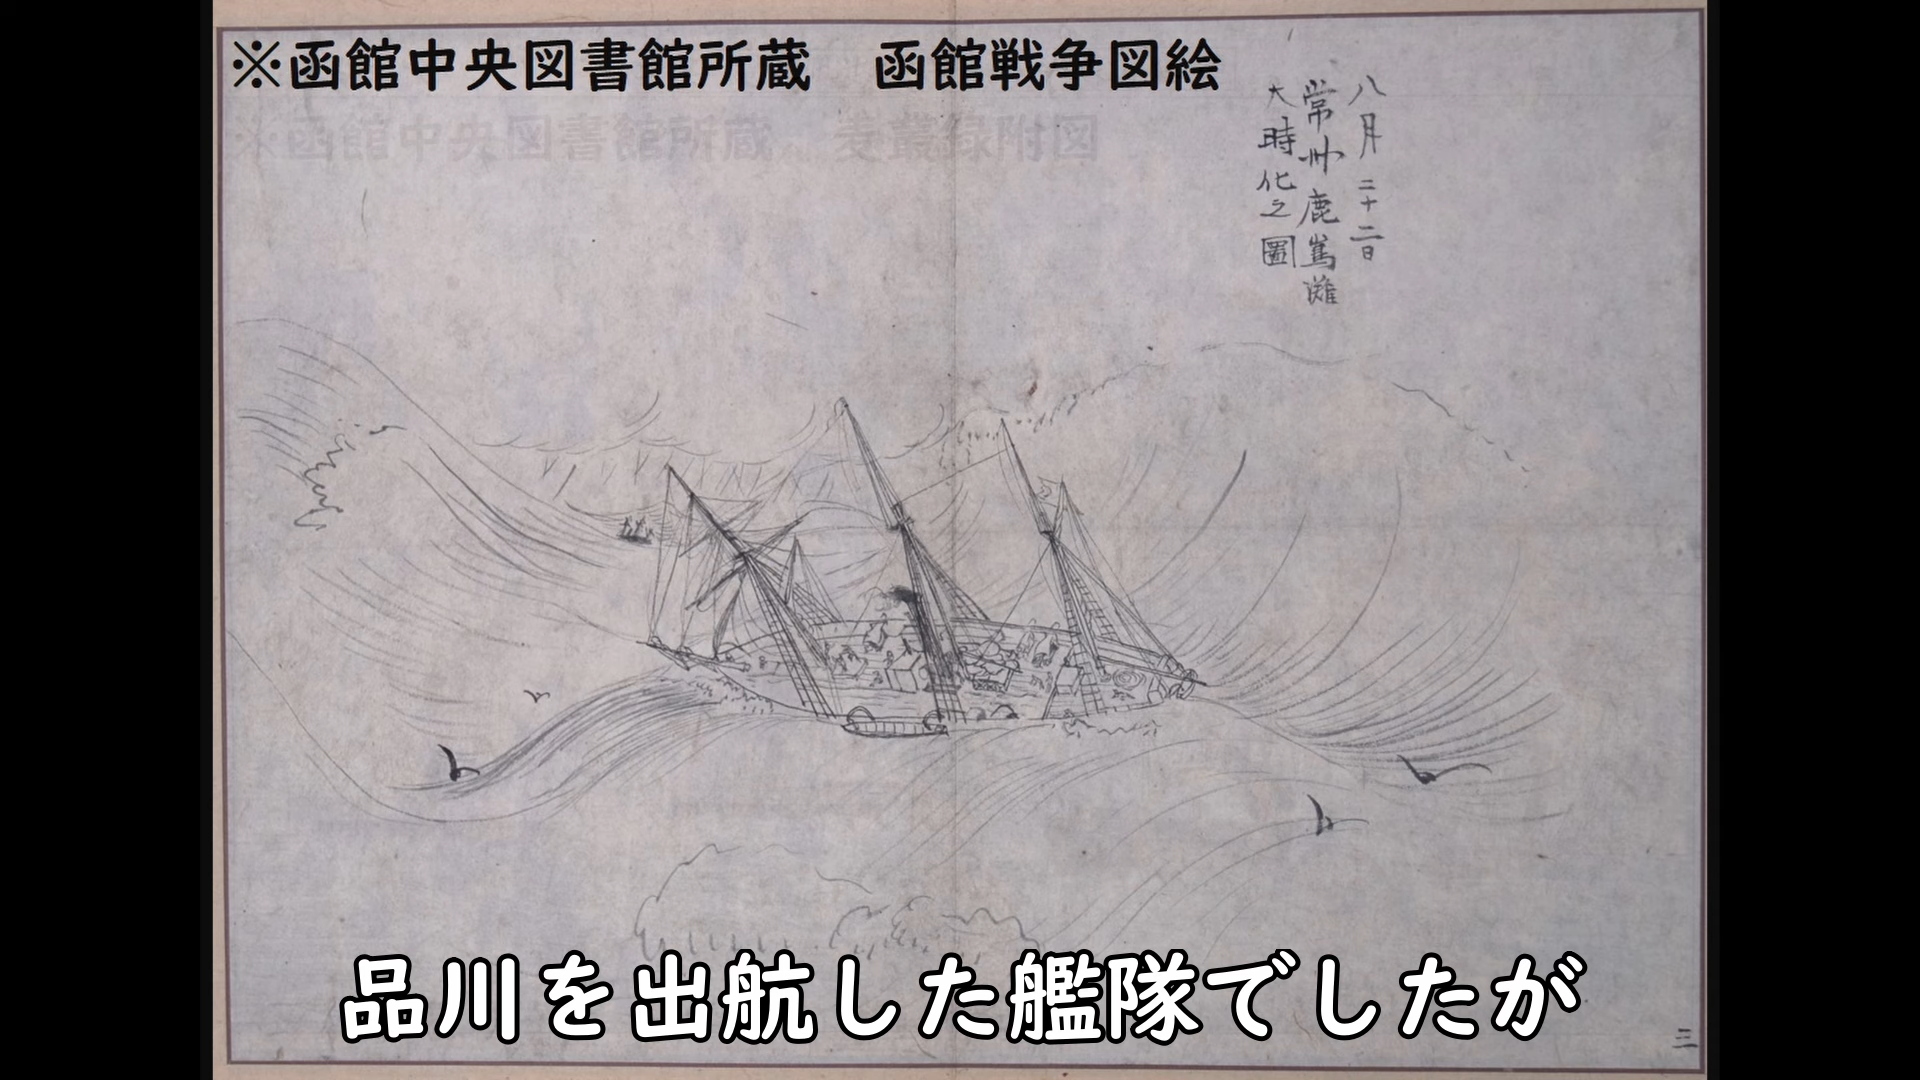 ※函館中央図書館所蔵　函館戦争図絵
※函館中央図書館所蔵　麦叢録附図
八月二十二日
常州鹿嶌灘
大時化之圖
品川を出航した艦隊でしたが
三